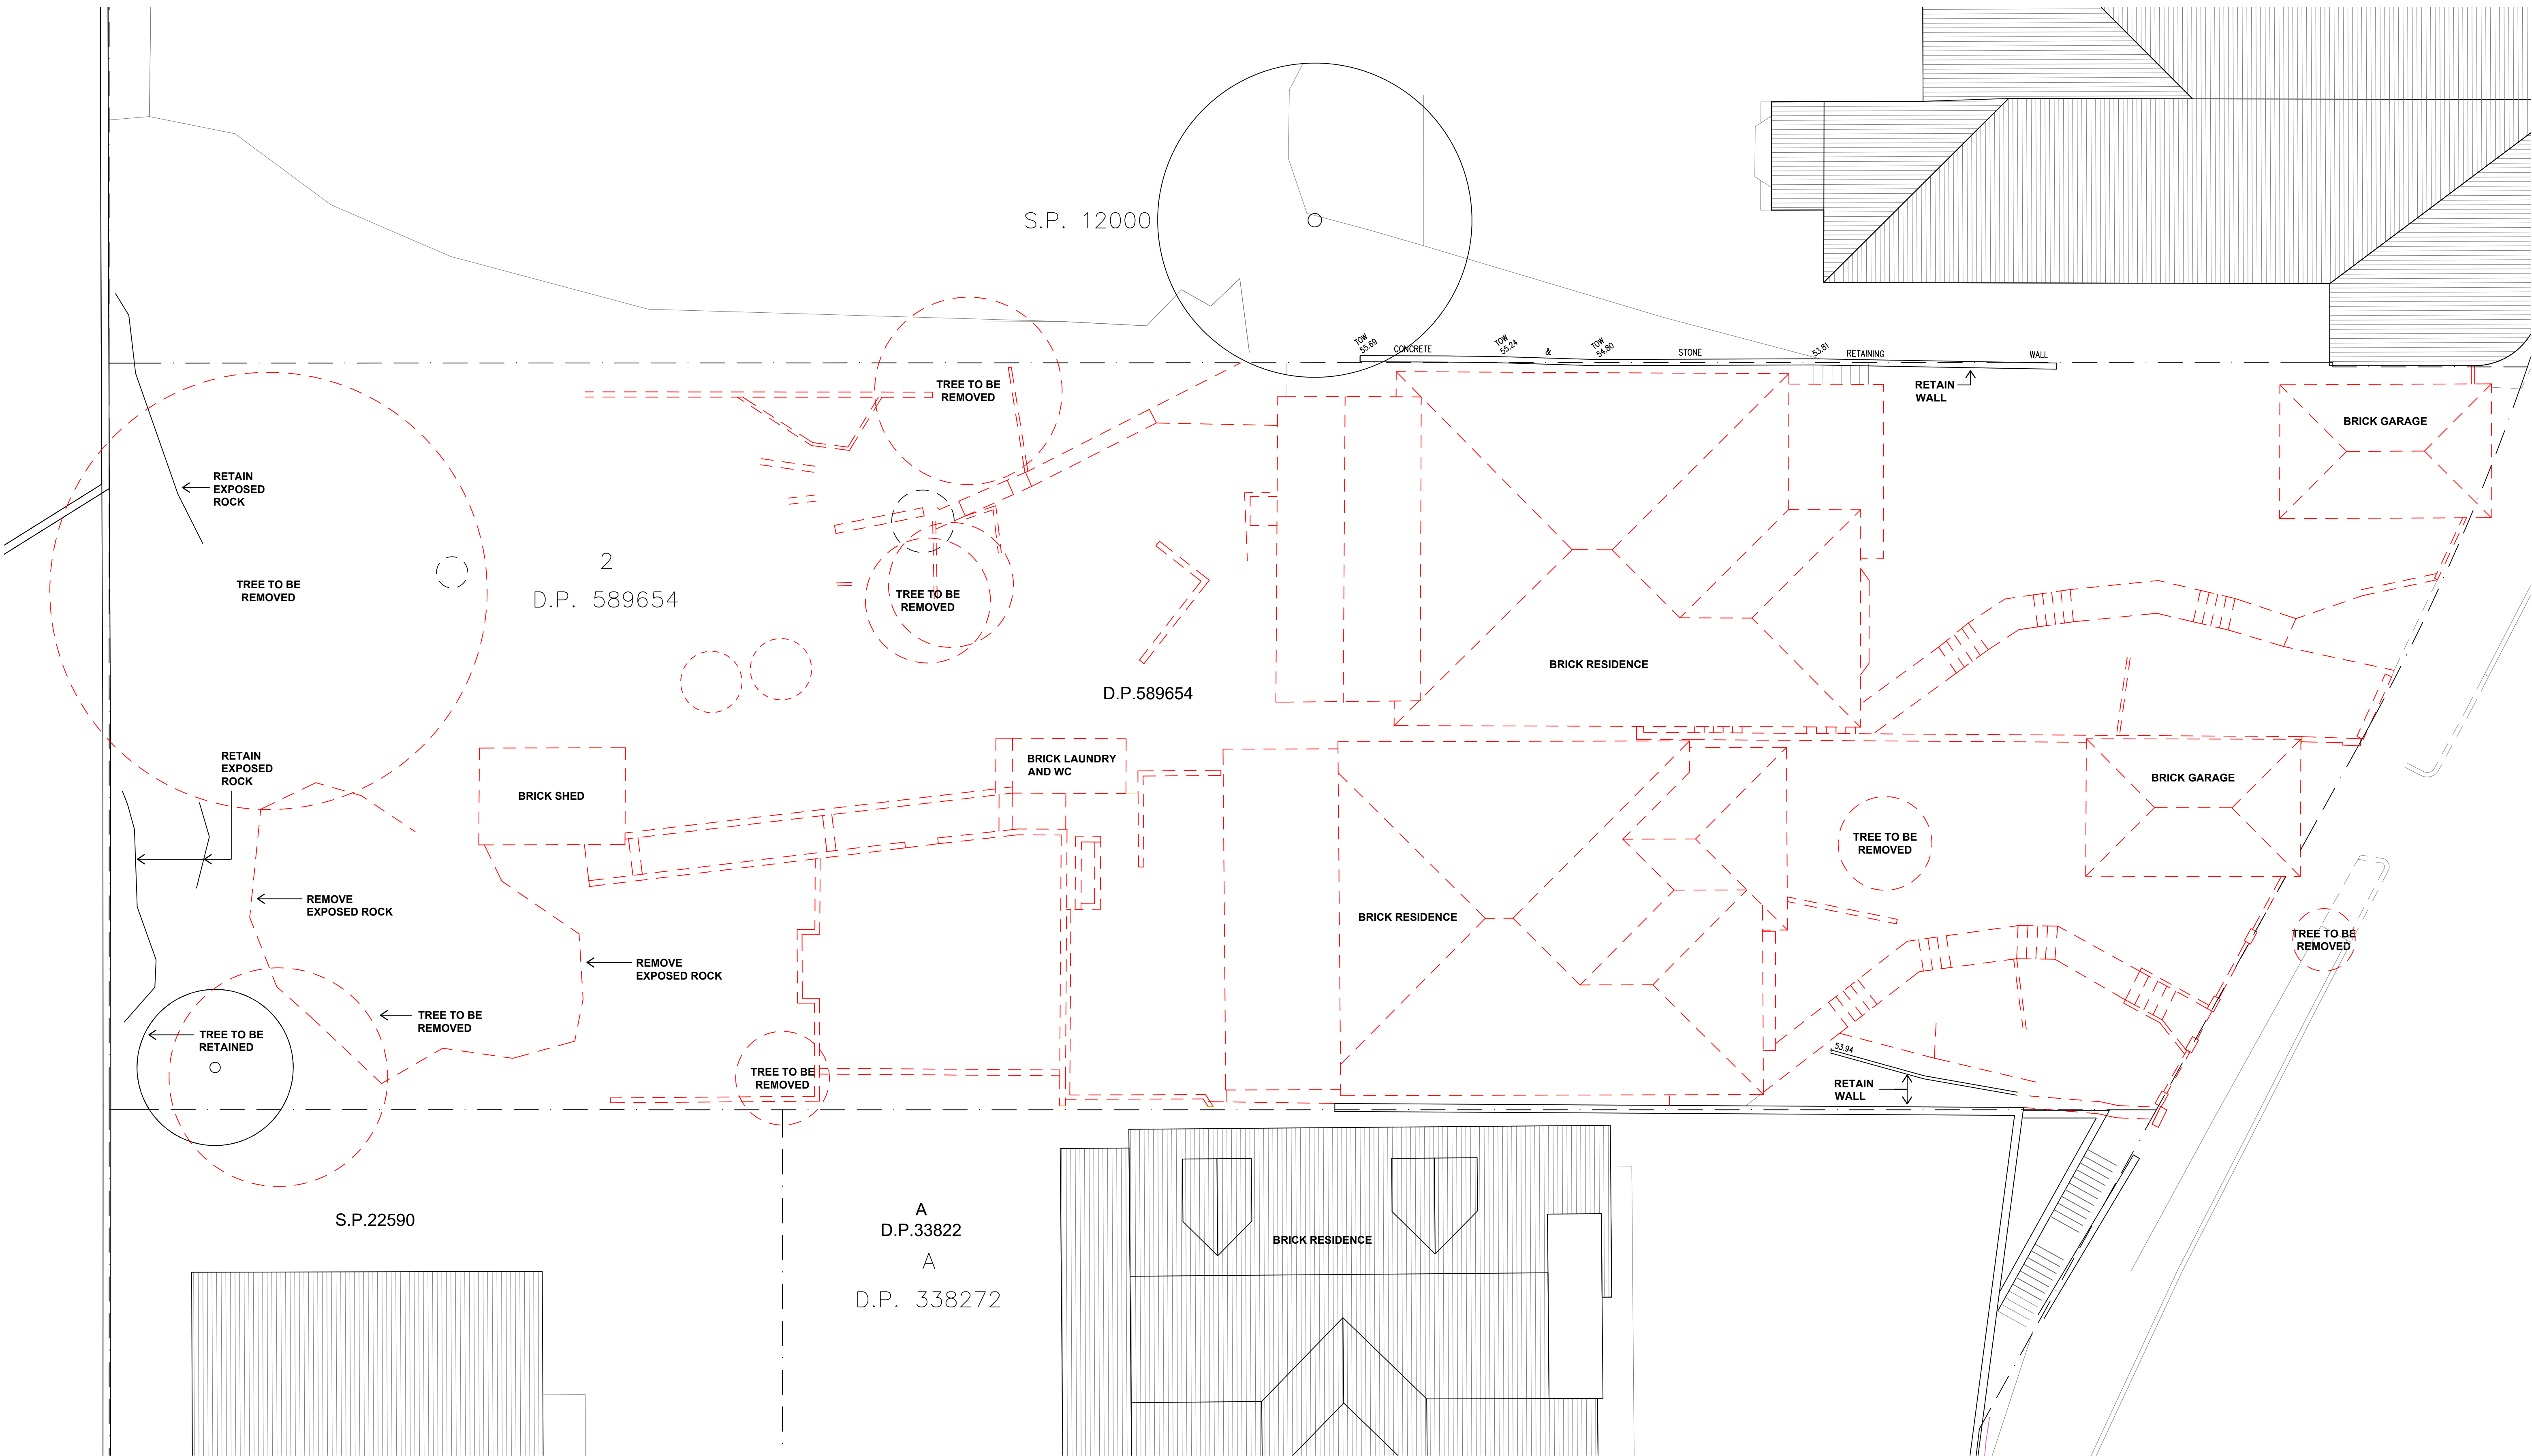 S.P. 12000
TOW
55.69
CONCRETE
TOW
55.24
&
TOW
54.80
STONE
53.81
RETAINING
WALL
RETAIN
WALL
TREE TO BE
REMOVED
BRICK GARAGE
RETAIN
EXPOSED
ROCK
2
D.P. 589654
TREE TO BE
REMOVED
TREE TO BE
REMOVED
BRICK RESIDENCE
D.P.589654
RETAIN
EXPOSED
ROCK
BRICK SHED
BRICK LAUNDRY
AND WC
BRICK GARAGE
TREE TO BE
REMOVED
REMOVE
EXPOSED ROCK
BRICK RESIDENCE
TREE TO BE
REMOVED
REMOVE
EXPOSED ROCK
TREE TO BE
REMOVED
TREE TO BE
RETAINED
53.94
TREE TO BE
REMOVED
RETAIN
WALL
S.P.22590
A
D.P.33822
A
D.P. 338272
BRICK RESIDENCE